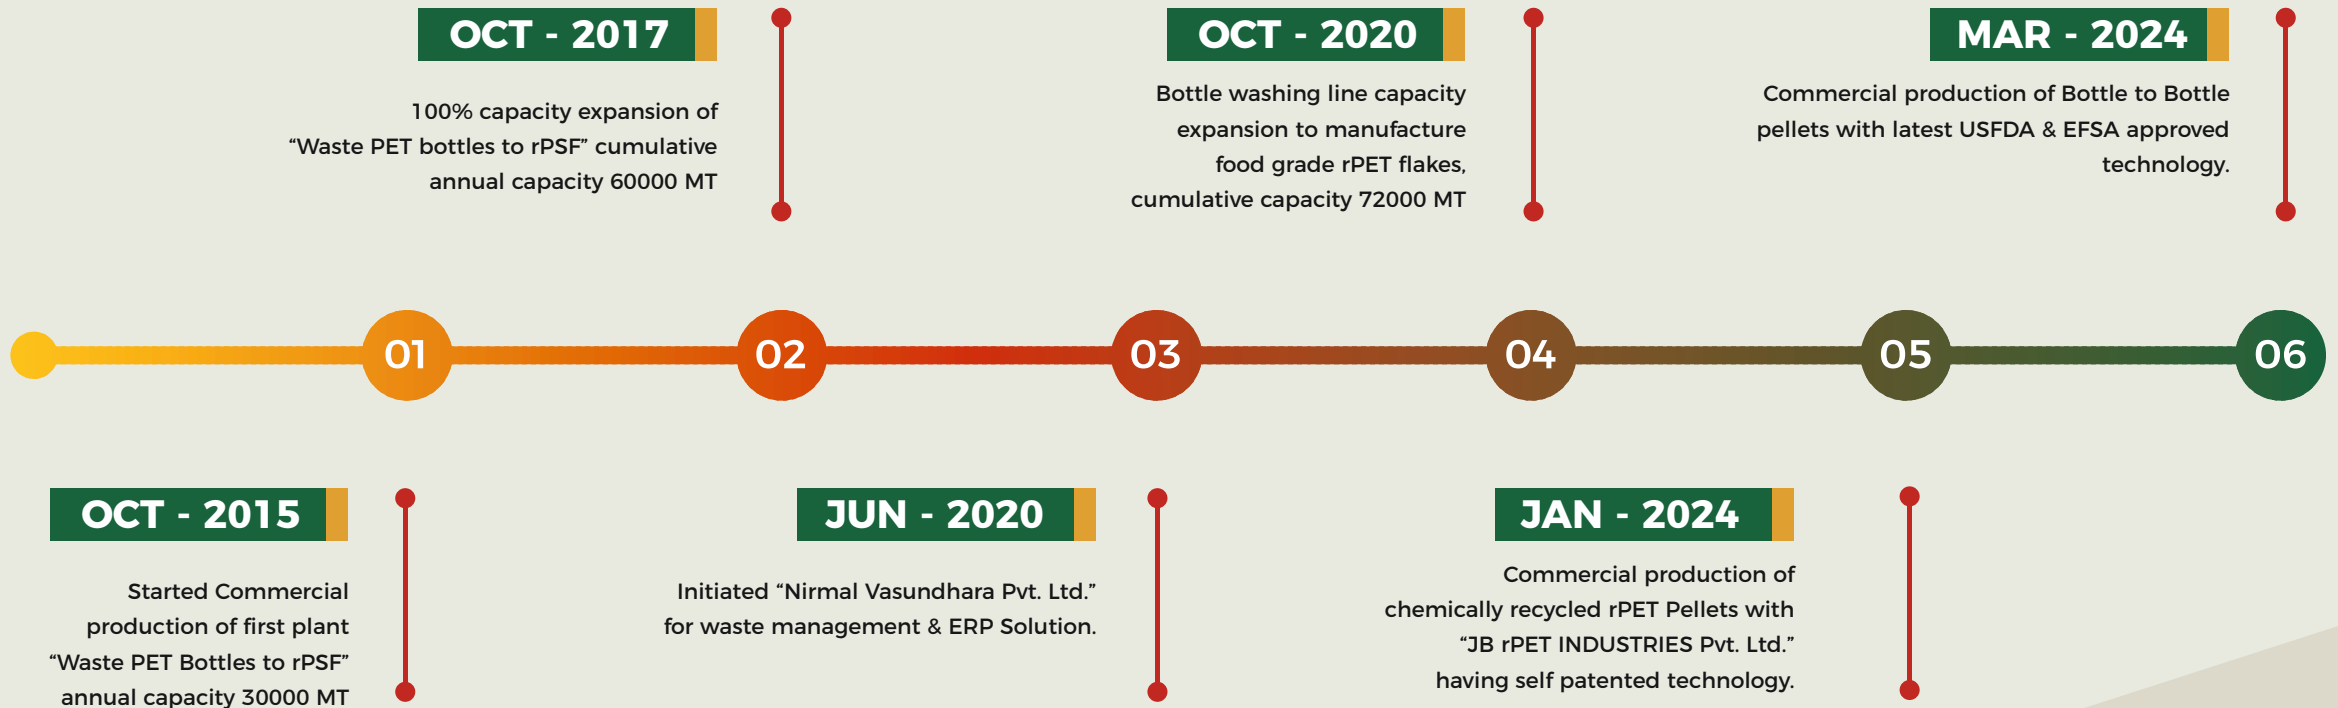 OCT - 2017
100% capacity expansion of
“Waste PET bottles to rPSF” cumulative
annual capacity 60000 MT
OCT - 2020
Bottle washing line capacity
expansion to manufacture
food grade rPET flakes,
cumulative capacity 72000 MT
MAR - 2024
Commercial production of Bottle to Bottle
pellets with latest USFDA & EFSA approved
technology.
01
02
03
04
05
06
OCT - 2015
Started Commercial
production of first plant
“Waste PET Bottles to rPSF”
annual capacity 30000 MT
JUN - 2020
Initiated “Nirmal Vasundhara Pvt. Ltd.”
for waste management & ERP Solution.
JAN - 2024
Commercial production of
chemically recycled rPET Pellets with
“JB rPET INDUSTRIES Pvt. Ltd.”
having self patented technology.